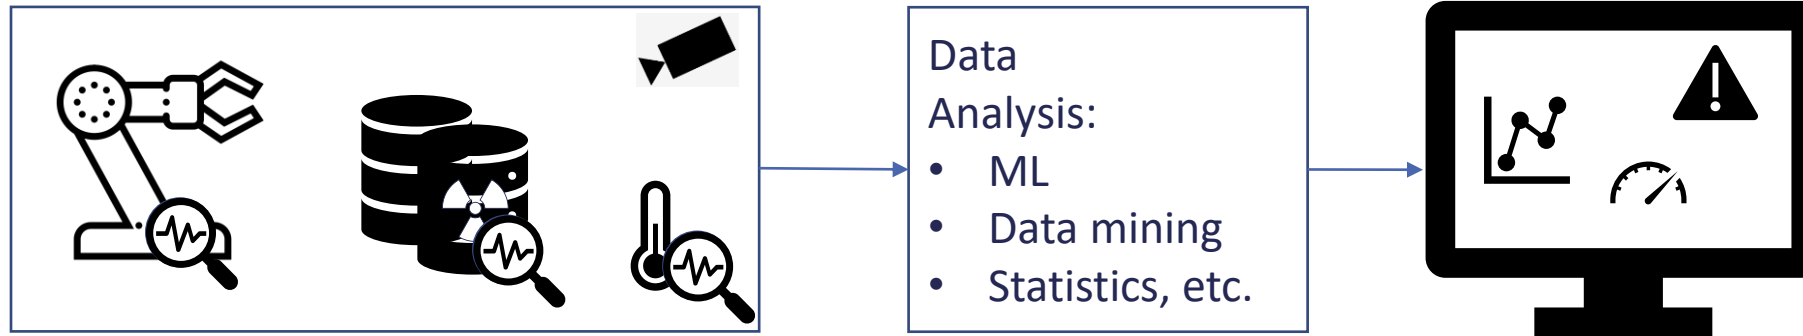 Data
Analysis:
• ML
• Data mining
• Statistics, etc.